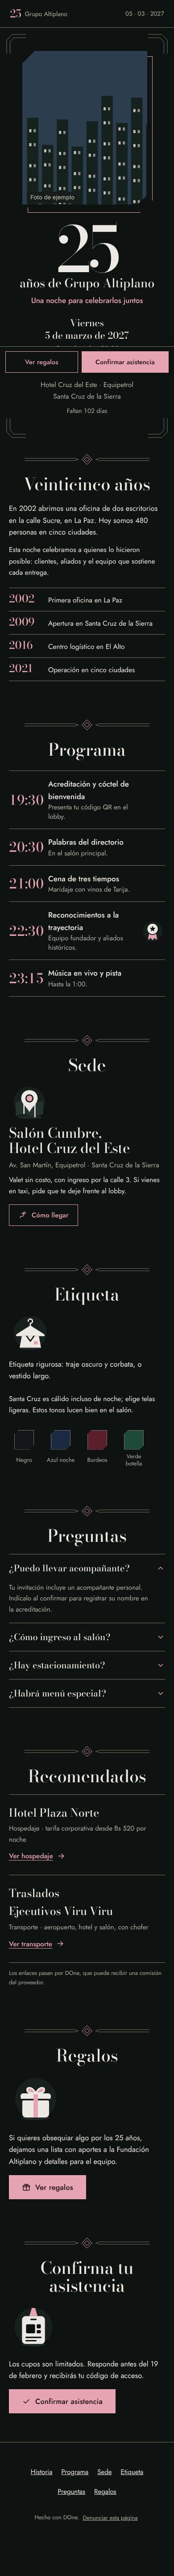 25 Grupo Altiplano
05 · 03 · 2027
Foto de ejemplo
25
años de Grupo Altiplano
Una noche para celebrarlos juntos
Viernes
5 de marzo de 2027
Ver regalos
Confirmar asistencia
Hotel Cruz del Este · Equipetrol
Santa Cruz de la Sierra
Faltan 102 días
Veinticinco años
En 2002 abrimos una oficina de dos escritorios
en la calle Sucre, en La Paz. Hoy somos 480
personas en cinco ciudades.
Esta noche celebramos a quienes lo hicieron
posible: clientes, aliados y el equipo que sostiene
cada entrega.
2002 Primera oficina en La Paz
2009 Apertura en Santa Cruz de la Sierra
2016 Centro logístico en El Alto
2021 Operación en cinco ciudades
Programa
19:30 Acreditación y cóctel de
bienvenida
Presenta tu código QR en el
lobby.
20:30 Palabras del directorio
En el salón principal.
21:00 Cena de tres tiempos
Maridaje con vinos de Tarija.
22:30 Reconocimientos a la
trayectoria
Equipo fundador y aliados
históricos.
23:15 Música en vivo y pista
Hasta la 1:00.
Sede
Salón Cumbre,
Hotel Cruz del Este
Av. San Martín, Equipetrol · Santa Cruz de la Sierra
Valet sin costo, con ingreso por la calle 3. Si vienes
en taxi, pide que te deje frente al lobby.
Cómo llegar
Etiqueta
Etiqueta rigurosa: traje oscuro y corbata, o
vestido largo.
Santa Cruz es cálido incluso de noche; elige telas
ligeras. Estos tonos lucen bien en el salón.
Negro
Azul noche
Burdeos
Verde
botella
Preguntas
¿Puedo llevar acompañante?
Tu invitación incluye un acompañante personal.
Indícalo al confirmar para registrar su nombre en
la acreditación.
¿Cómo ingreso al salón?
¿Hay estacionamiento?
¿Habrá menú especial?
Recomendados
Hotel Plaza Norte
Hospedaje · tarifa corporativa desde Bs 520 por
noche
Ver hospedaje
Traslados
Ejecutivos Viru Viru
Transporte · aeropuerto, hotel y salón, con chofer
Ver transporte
Los enlaces pasan por DOne, que puede recibir una comisión
del proveedor.
Regalos
Si quieres obsequiar algo por los 25 años,
dejamos una lista con aportes a la Fundación
Altiplano y detalles para el equipo.
Ver regalos
Confirma tu
asistencia
Los cupos son limitados. Responde antes del 19
de febrero y recibirás tu código de acceso.
Confirmar asistencia
Historia Programa Sede Etiqueta
Preguntas Regalos
Hecho con DOne. Denunciar esta página